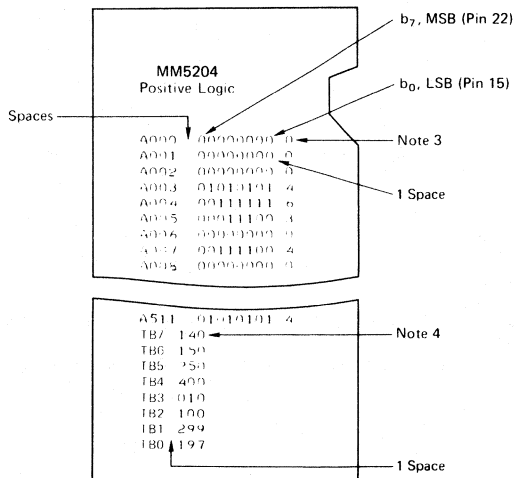 b7, MSB (Pin 22)
MM5204
Positive Logic
b0, LSB (Pin 15)
Spaces
A000 00000000 0
Note 3
A001 00000000 0
A002 00000000 0
1 Space
A003 01010101 4
A004 00111111 6
A005 00011100 3
A006 00000000 0
A007 00111100 4
A008 00000000 0
A511 01010101 4
TB7 140
Note 4
TB6 150
TB5 250
TB4 400
TB3 010
TB2 100
TB1 299
TB0 197
1 Space